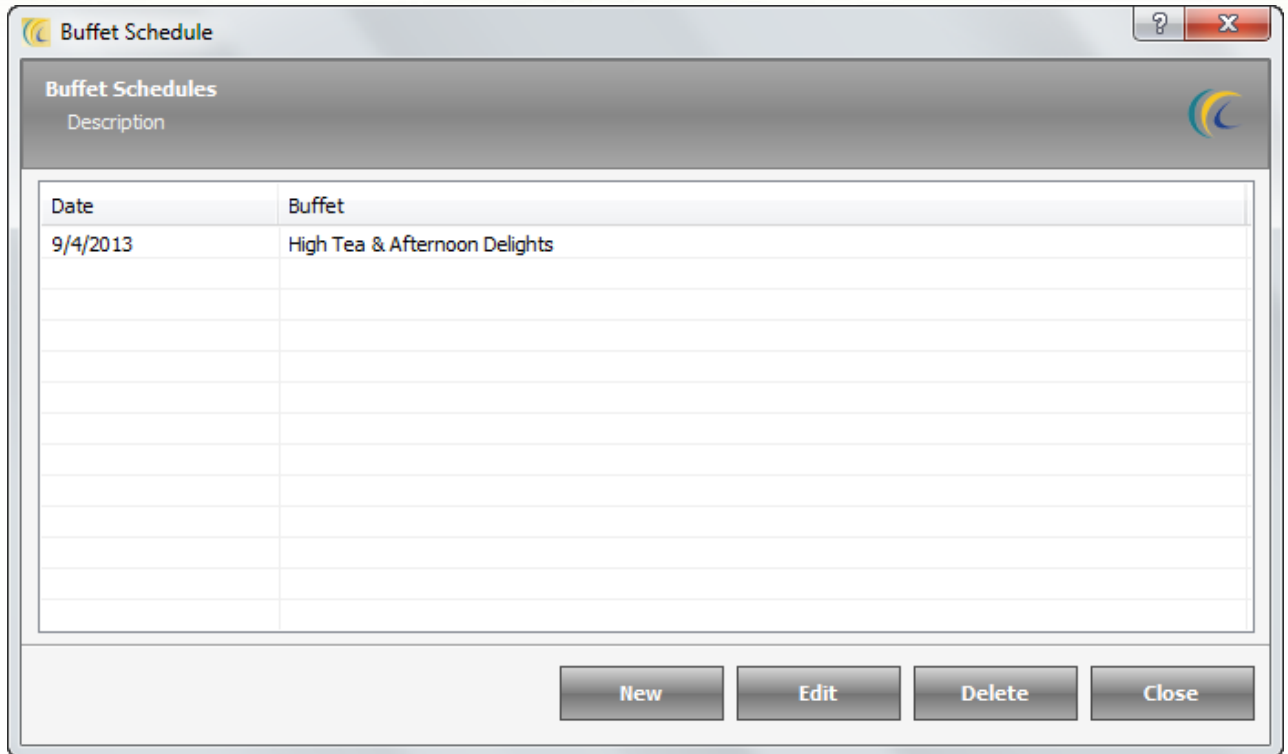 Buffet Schedule
?
X
Buffet Schedules
Description
Date Buffet
9/4/2013 High Tea & Afternoon Delights
New Edit Delete Close